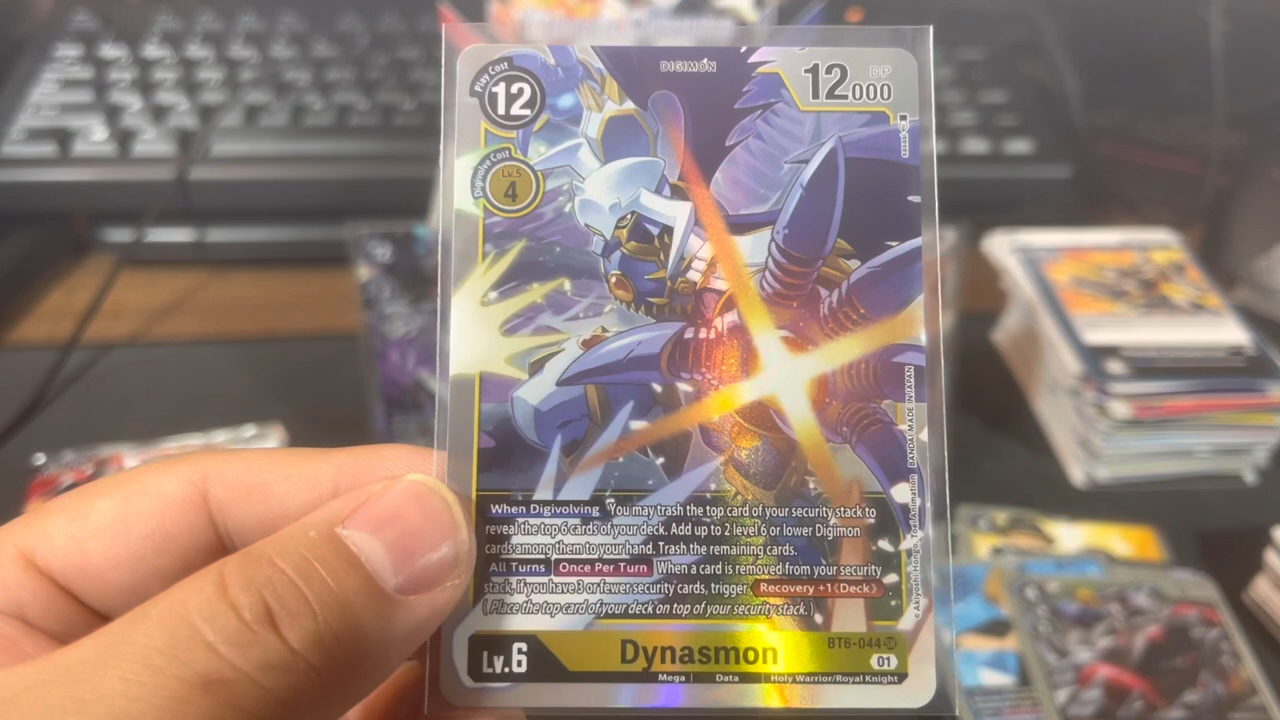 DIGIMON
Play Cost
12
DP
12000
Digivolve Cost
Lv.5
4
sasasi
When Digivolving You may trash the top card of your security stack to
reveal the top 6 cards of your deck. Add up to 2 level 6 or lower Digimon
cards among them to your hand. Trash the remaining cards.
All Turns Once Per Turn When a card is removed from your security
stack, if you have 3 or fewer security cards, trigger Recovery +1《Deck》.
(Place the top card of your deck on top of your security stack.)
©Akiyoshi Hongo, Toei Animation BANDAI MADE IN JAPAN
Lv.6
Dynasmon
BT6-044 SR
01
Mega | Data | Holy Warrior/Royal Knight